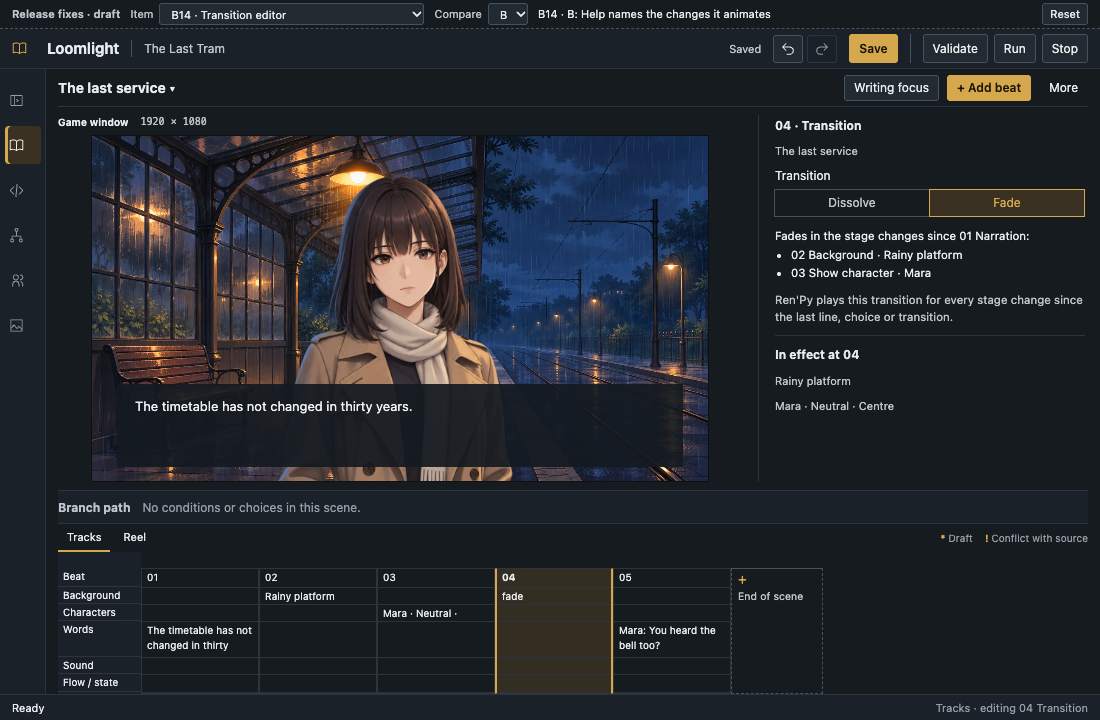 Release fixes · draft Item B14 · Transition editor Compare B B14 · B: Help names the changes it animates Reset
Loomlight The Last Tram Saved Save Validate Run Stop
The last service ▾ Writing focus + Add beat More
Game window 1920 × 1080
The timetable has not changed in thirty years.
04 · Transition
The last service
Transition
Dissolve Fade
Fades in the stage changes since 01 Narration:
• 02 Background · Rainy platform
• 03 Show character · Mara
Ren'Py plays this transition for every stage change since
the last line, choice or transition.
In effect at 04
Rainy platform
Mara · Neutral · Centre
Branch path No conditions or choices in this scene.
Tracks Reel * Draft ! Conflict with source
Beat 01 02 03 04 05 +
Background Rainy platform fade End of scene
Characters Mara · Neutral ·
Words The timetable has not Mara: You heard the
changed in thirty bell too?
Sound
Flow / state
Ready Tracks · editing 04 Transition